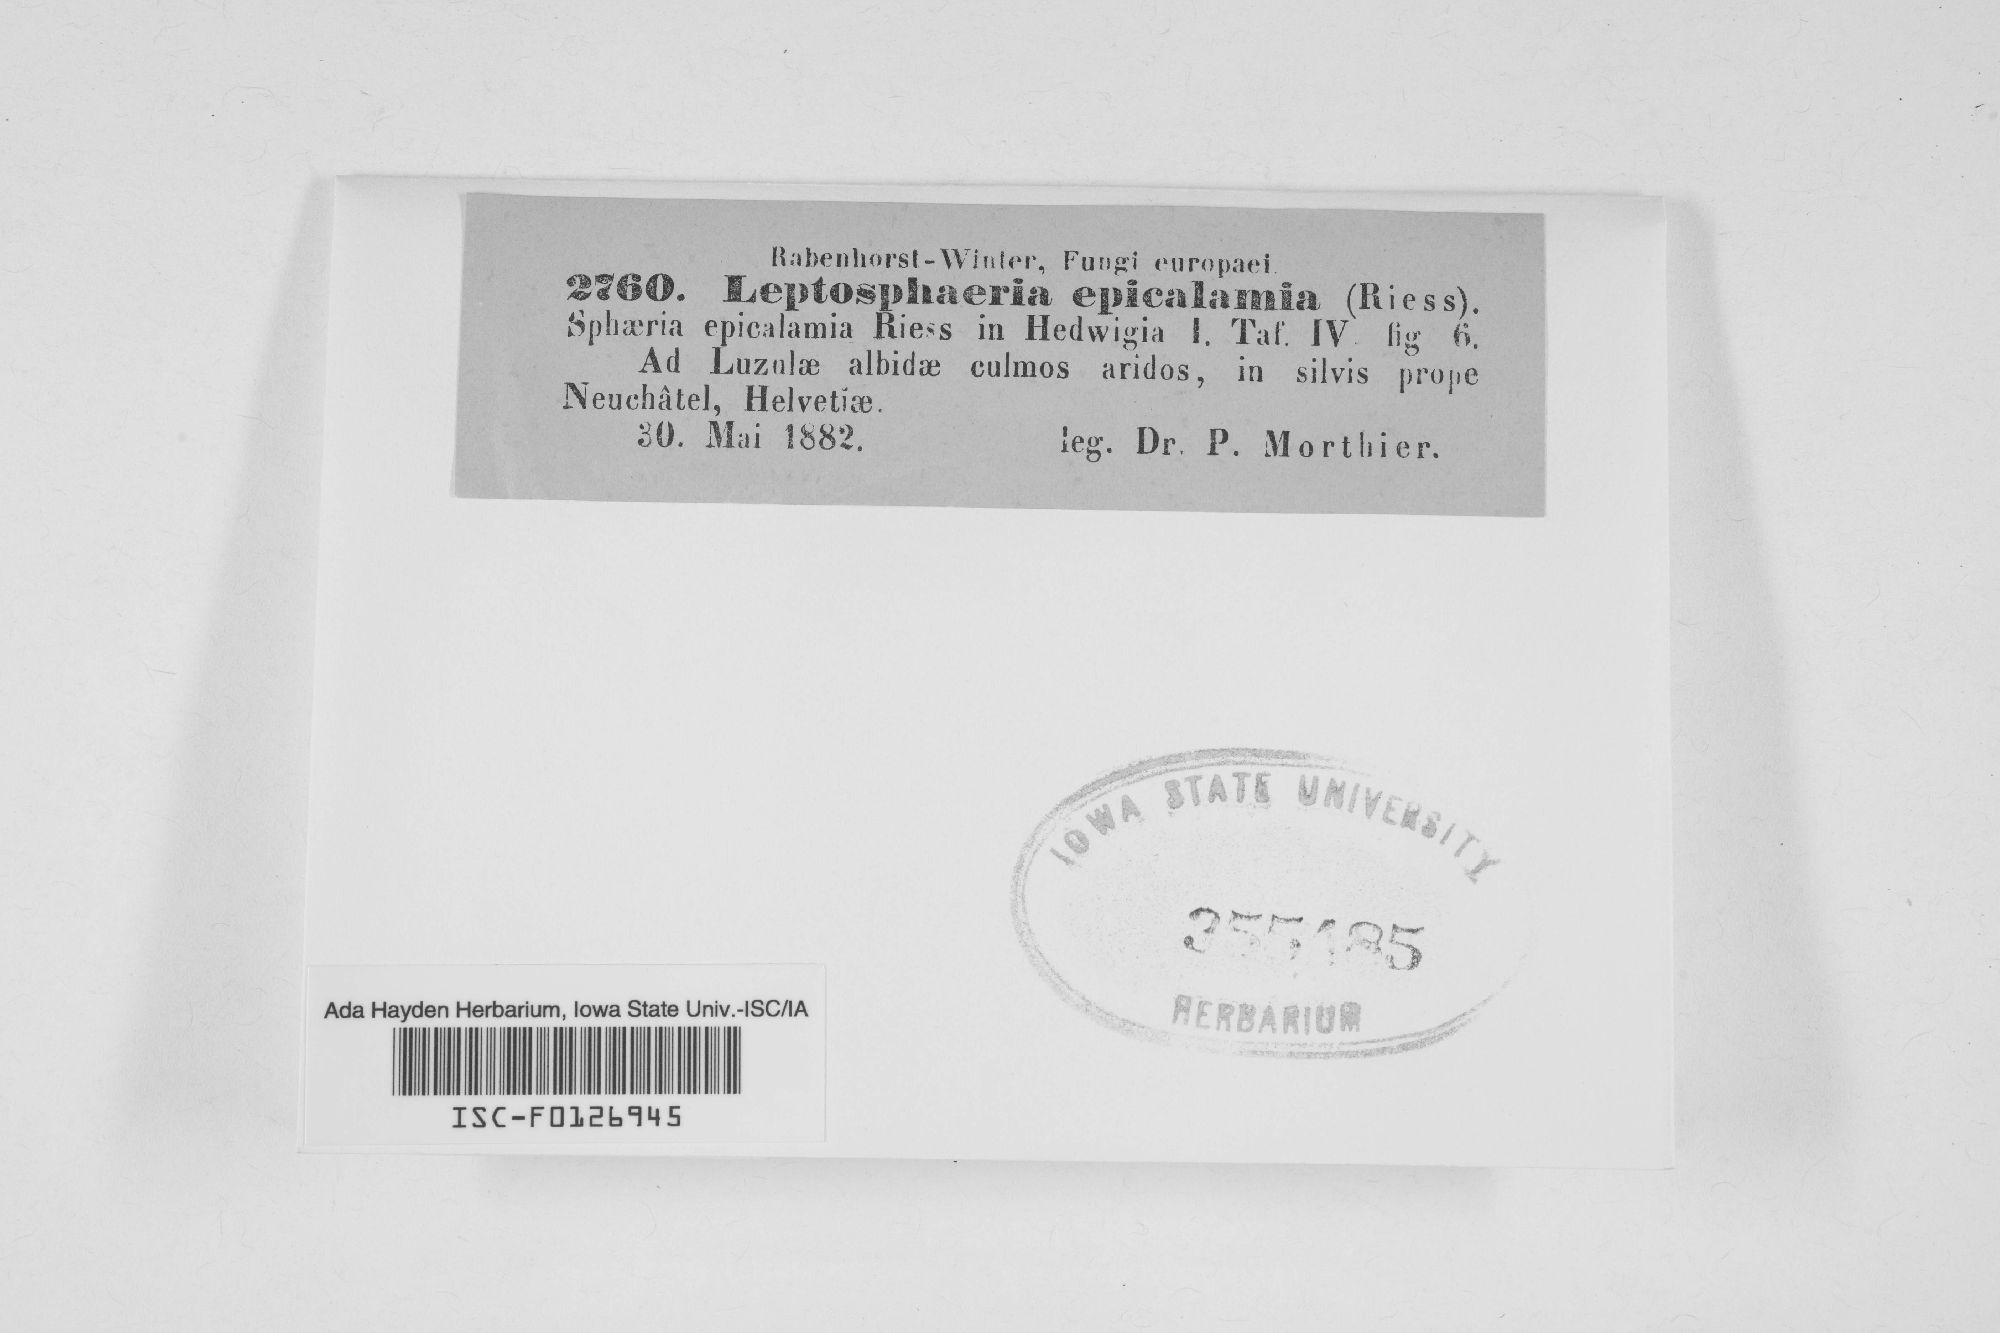 Rabenhorst-Winter, Fungi europaei.
2760. Leptosphaeria epicalamia (Riess).
Sphæria epicalamia Riess in Hedwigia I. Taf. IV. fig 6.
Ad Luzulæ albidæ culmos aridos, in silvis prope
Neuchâtel, Helvetiæ.
30. Mai 1882. leg. Dr. P. Morthier.
IOWA STATE UNIVERSITY
355185
HERBARIUM
Ada Hayden Herbarium, Iowa State Univ.-ISC/IA
ISC-F0126945